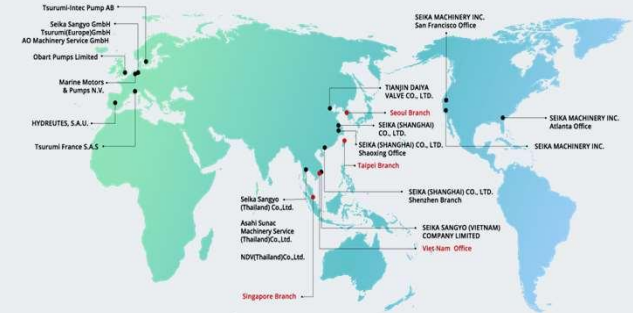 Tsurumi-Intec Pump AB
Seika Sangyo GmbH
Tsurumi(Europe)GmbH
AO Machinery Service GmbH
Obart Pumps Limited
Marine Motors
& Pumps N.V.
HYDREUTES, S.A.U.
Tsurumi France S.A.S
SEIKA MACHINERY INC.
San Francisco Office
TIANJIN DAIYA
VALVE CO., LTD.
Seoul Branch
SEIKA (SHANGHAI)
CO., LTD.
SEIKA (SHANGHAI) CO., LTD.
Shaoxing Office
Taipei Branch
SEIKA MACHINERY INC.
Atlanta Office
SEIKA MACHINERY INC.
SEIKA (SHANGHAI) CO., LTD.
Shenzhen Branch
Seika Sangyo
(Thailand) Co.,Ltd.
Asahi Sunac
Machinery Service
(Thailand)Co.,Ltd.
NDV(Thailand)Co.,Ltd.
SEIKA SANGYO (VIETNAM)
COMPANY LIMITED
Viet Nam Office
Singapore Branch